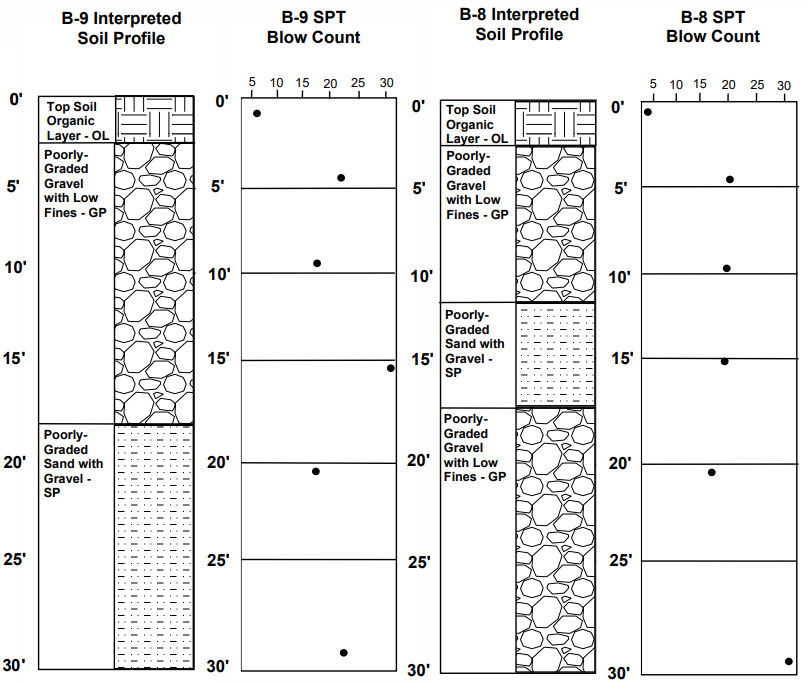 B-9 Interpreted
Soil Profile
B-9 SPT
Blow Count
B-8 Interpreted
Soil Profile
B-8 SPT
Blow Count
5 10 15 20 25 30
5 10 15 20 30
0'
Top Soil
Organic
Layer - OL
Poorly-
Graded
Gravel
with Low
Fines - GP
5'
10'
15'
Poorly-
Graded
Sand with
Gravel -
SP
20'
25'
30'
0'
5'
10'
15'
20'
25'
30'
0'
Top Soil
Organic
Layer - OL
Poorly-
Graded
Gravel
with Low
Fines - GP
5'
10'
Poorly-
Graded
Sand with
Gravel -
SP
15'
Poorly-
Graded
Gravel
with Low
Fines - GP
20'
25'
30'
0'
5'
10'
15'
20'
25'
30'